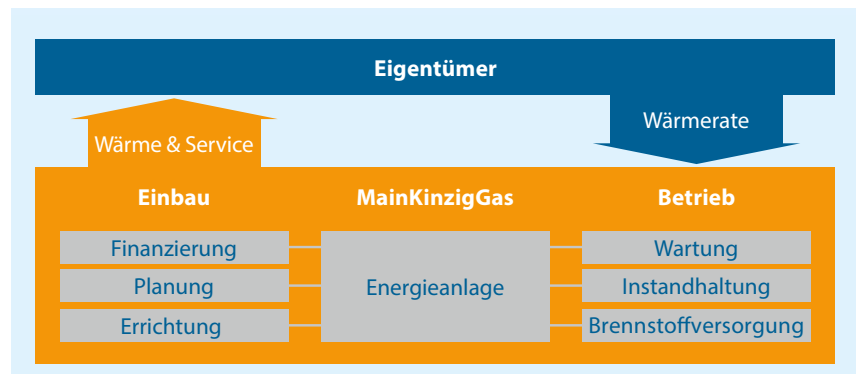 Eigentümer
Wärme & Service
Wärmerate
Einbau
MainKinzigGas
Betrieb
Finanzierung
Planung
Errichtung
Energieanlage
Wartung
Instandhaltung
Brennstoffversorgung